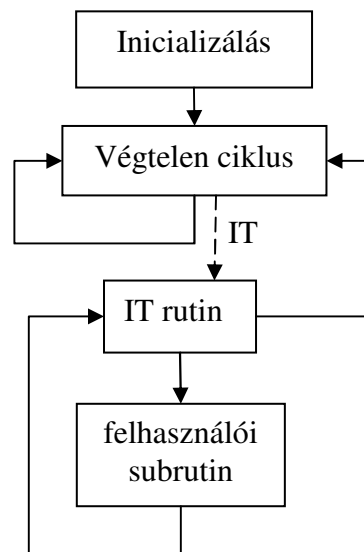 Inicializálás
Végtelen ciklus
IT
IT rutin
felhasználói
subrutin